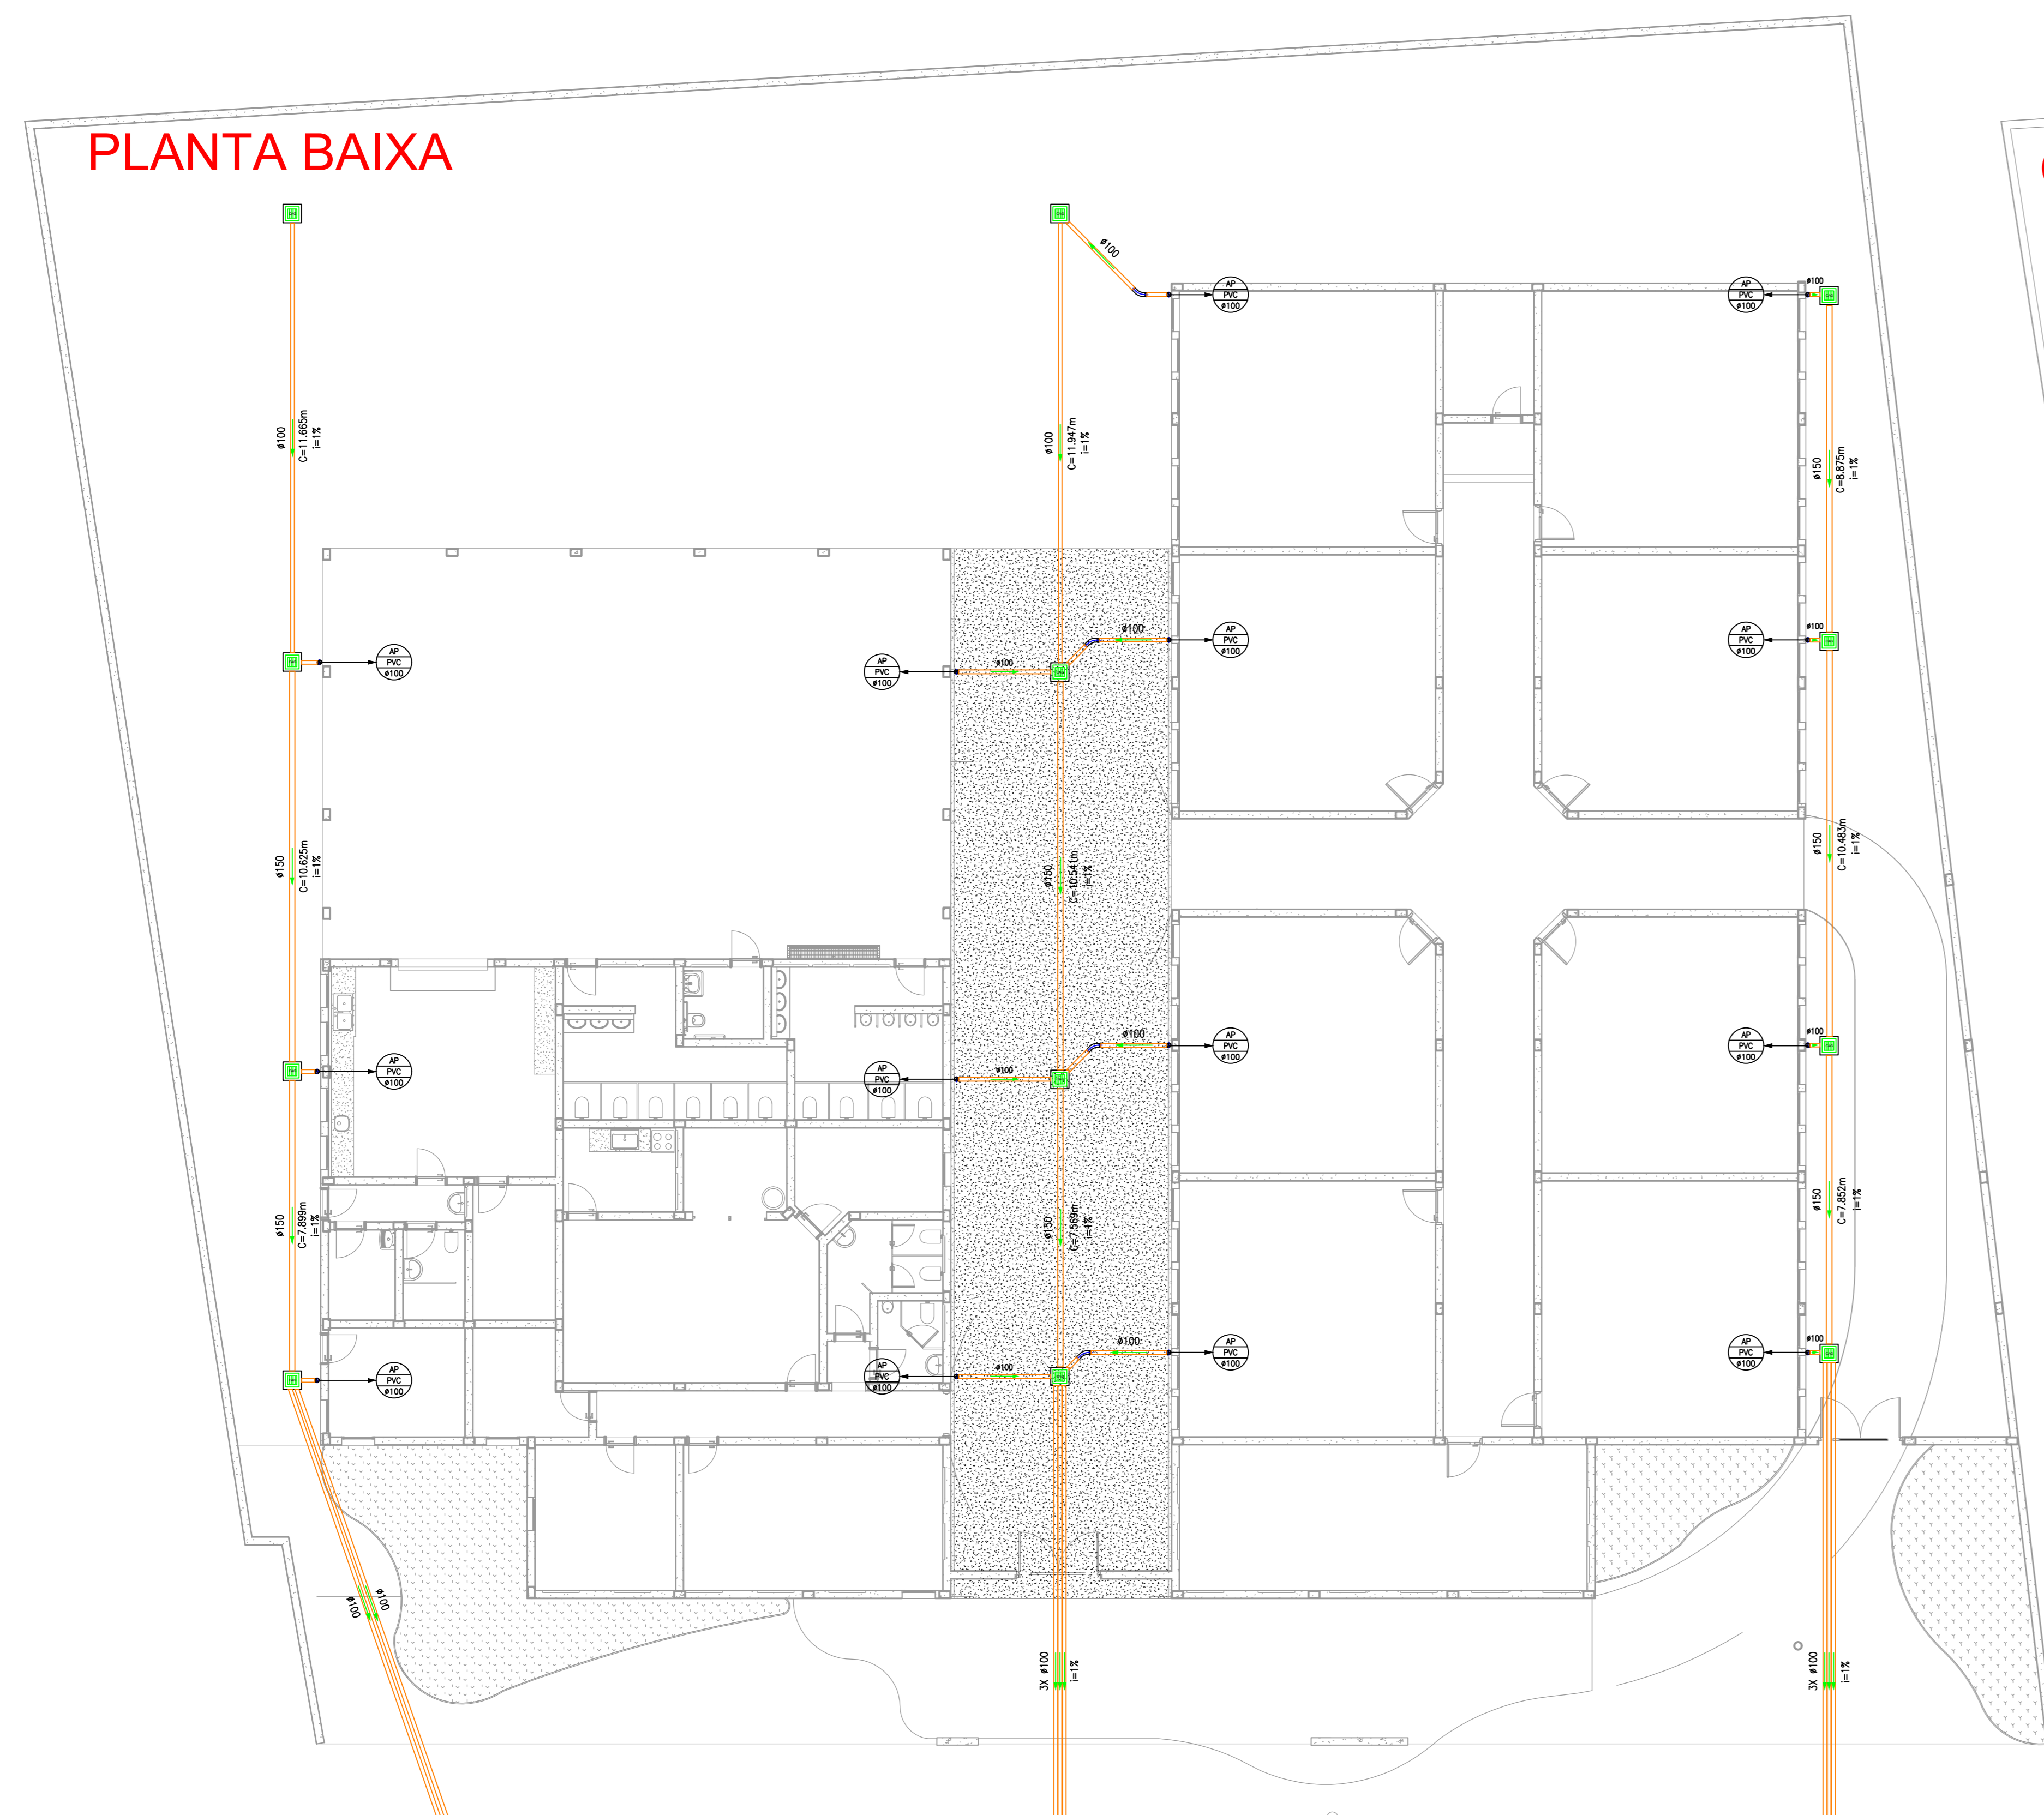 PLANTA BAIXA
ø100
AP
PVC
ø100
AP
PVC
ø100
ø100
ø100
C=11.665m
i=1%
ø100
C=11.947m
i=1%
ø150
C=8.875m
i=1%
AP
PVC
ø100
AP
PVC
ø100
ø100
ø100
AP
PVC
ø100
AP
PVC
ø100
ø100
ø150
C=10.625m
i=1%
ø150
C=10.541m
i=1%
ø150
C=10.483m
i=1%
AP
PVC
ø100
AP
PVC
ø100
ø100
ø100
AP
PVC
ø100
AP
PVC
ø100
ø100
ø150
C=7.899m
i=1%
ø150
C=7.569m
i=1%
ø150
C=7.852m
i=1%
AP
PVC
ø100
AP
PVC
ø100
ø100
ø100
AP
PVC
ø100
AP
PVC
ø100
ø100
ø100
ø100
3X ø100
i=1%
3X ø100
i=1%